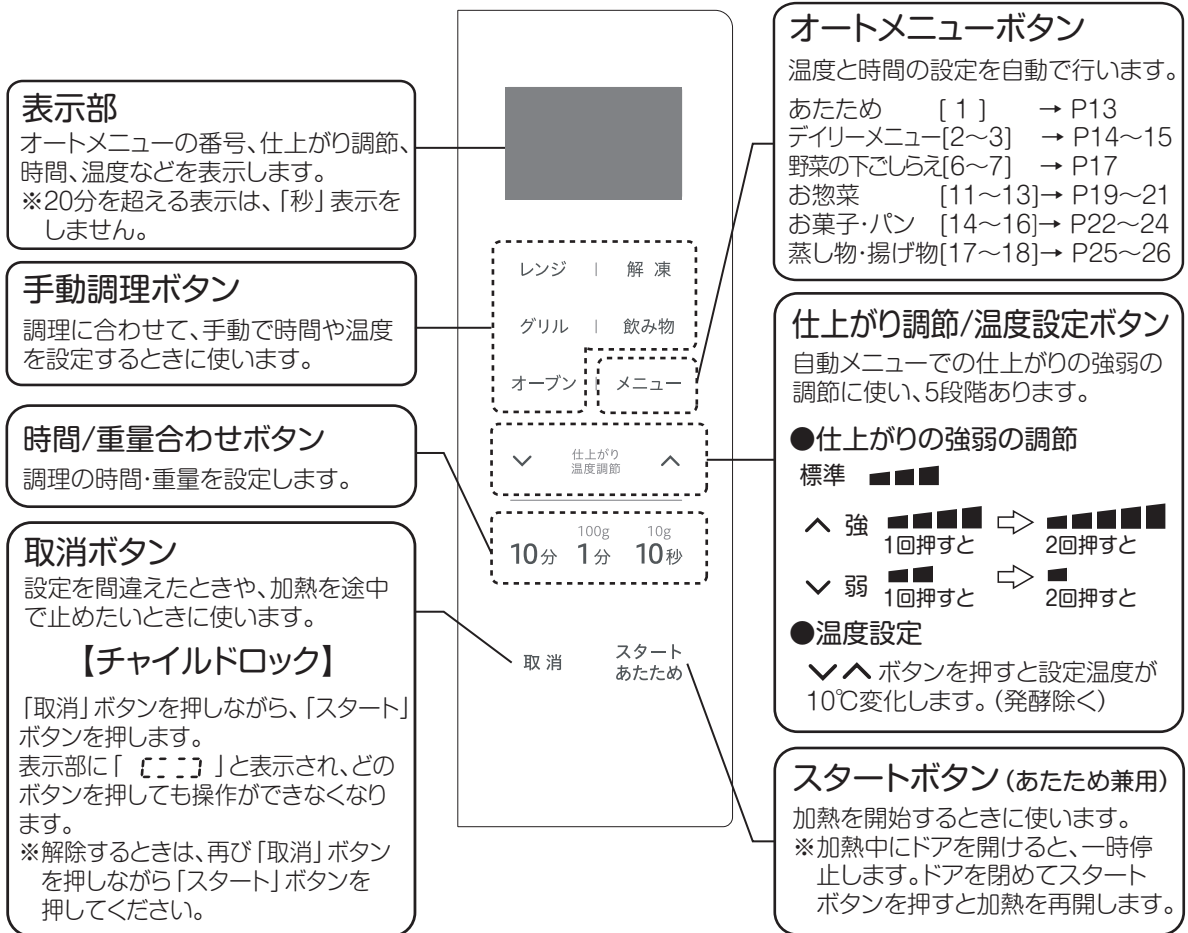 表示部
オートメニューの番号、仕上がり調節、
時間、温度などを表示します。
※20分を超える表示は、「秒」表示を
しません。
手動調理ボタン
調理に合わせて、手動で時間や温度
を設定するときに使います。
時間/重量合わせボタン
調理の時間・重量を設定します。
取消ボタン
設定を間違えたときや、加熱を途中
で止めたいときに使います。
【チャイルドロック】
「取消」ボタンを押しながら、「スタート」
ボタンを押します。
表示部に「 」と表示され、どの
ボタンを押しても操作ができなくなり
ます。
※解除するときは、再び「取消」ボタン
を押しながら「スタート」ボタンを
押してください。
レンジ | 解 凍
グリル | 飲み物
オーブン | メニュー
仕上がり
温度調節
100g 10g
10分 1分 10秒
取 消
スタート
あたため
オートメニューボタン
温度と時間の設定を自動で行います。
あたため [ 1 ] → P13
デイリーメニュー[2〜3] → P14〜15
野菜の下ごしらえ[6〜7] → P17
お惣菜 [11〜13]→ P19〜21
お菓子・パン [14〜16]→ P22〜24
蒸し物・揚げ物[17〜18]→ P25〜26
仕上がり調節/温度設定ボタン
自動メニューでの仕上がりの強弱の
調節に使い、5段階あります。
●仕上がりの強弱の調節
標準
強 1回押すと 2回押すと
弱 1回押すと 2回押すと
●温度設定
ボタンを押すと設定温度が
10℃変化します。(発酵除く)
スタートボタン(あたため兼用)
加熱を開始するときに使います。
※加熱中にドアを開けると、一時停
止します。ドアを閉めてスタート
ボタンを押すと加熱を再開します。